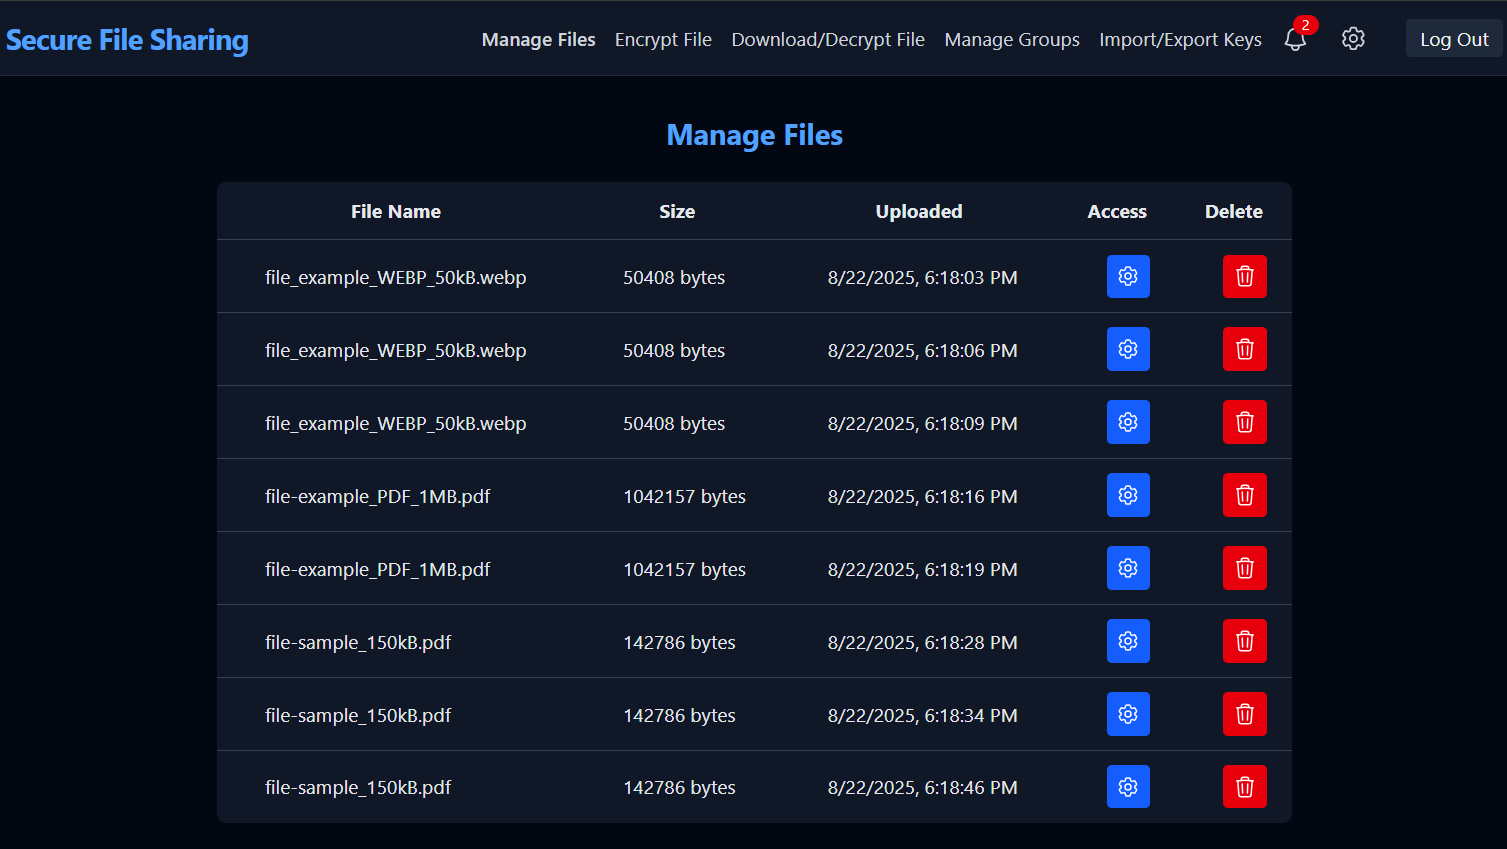 Secure File Sharing Manage Files Encrypt File Download/Decrypt File Manage Groups Import/Export Keys 2 Log Out
Manage Files
File Name Size Uploaded Access Delete
file_example_WEBP_50kB.webp 50408 bytes 8/22/2025, 6:18:03 PM
file_example_WEBP_50kB.webp 50408 bytes 8/22/2025, 6:18:06 PM
file_example_WEBP_50kB.webp 50408 bytes 8/22/2025, 6:18:09 PM
file-example_PDF_1MB.pdf 1042157 bytes 8/22/2025, 6:18:16 PM
file-example_PDF_1MB.pdf 1042157 bytes 8/22/2025, 6:18:19 PM
file-sample_150kB.pdf 142786 bytes 8/22/2025, 6:18:28 PM
file-sample_150kB.pdf 142786 bytes 8/22/2025, 6:18:34 PM
file-sample_150kB.pdf 142786 bytes 8/22/2025, 6:18:46 PM